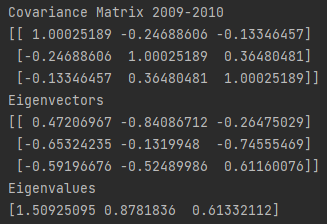 Covariance Matrix 2009-2010
[[ 1.00025189 -0.24688606 -0.13346457]
[-0.24688606  1.00025189  0.36480481]
[-0.13346457  0.36480481  1.00025189]]
Eigenvectors
[[ 0.47206967 -0.84086712 -0.26475029]
[-0.65324235 -0.1319948  -0.74555469]
[-0.59196676 -0.52489986  0.61160076]]
Eigenvalues
[1.50925095 0.8781836  0.61332112]